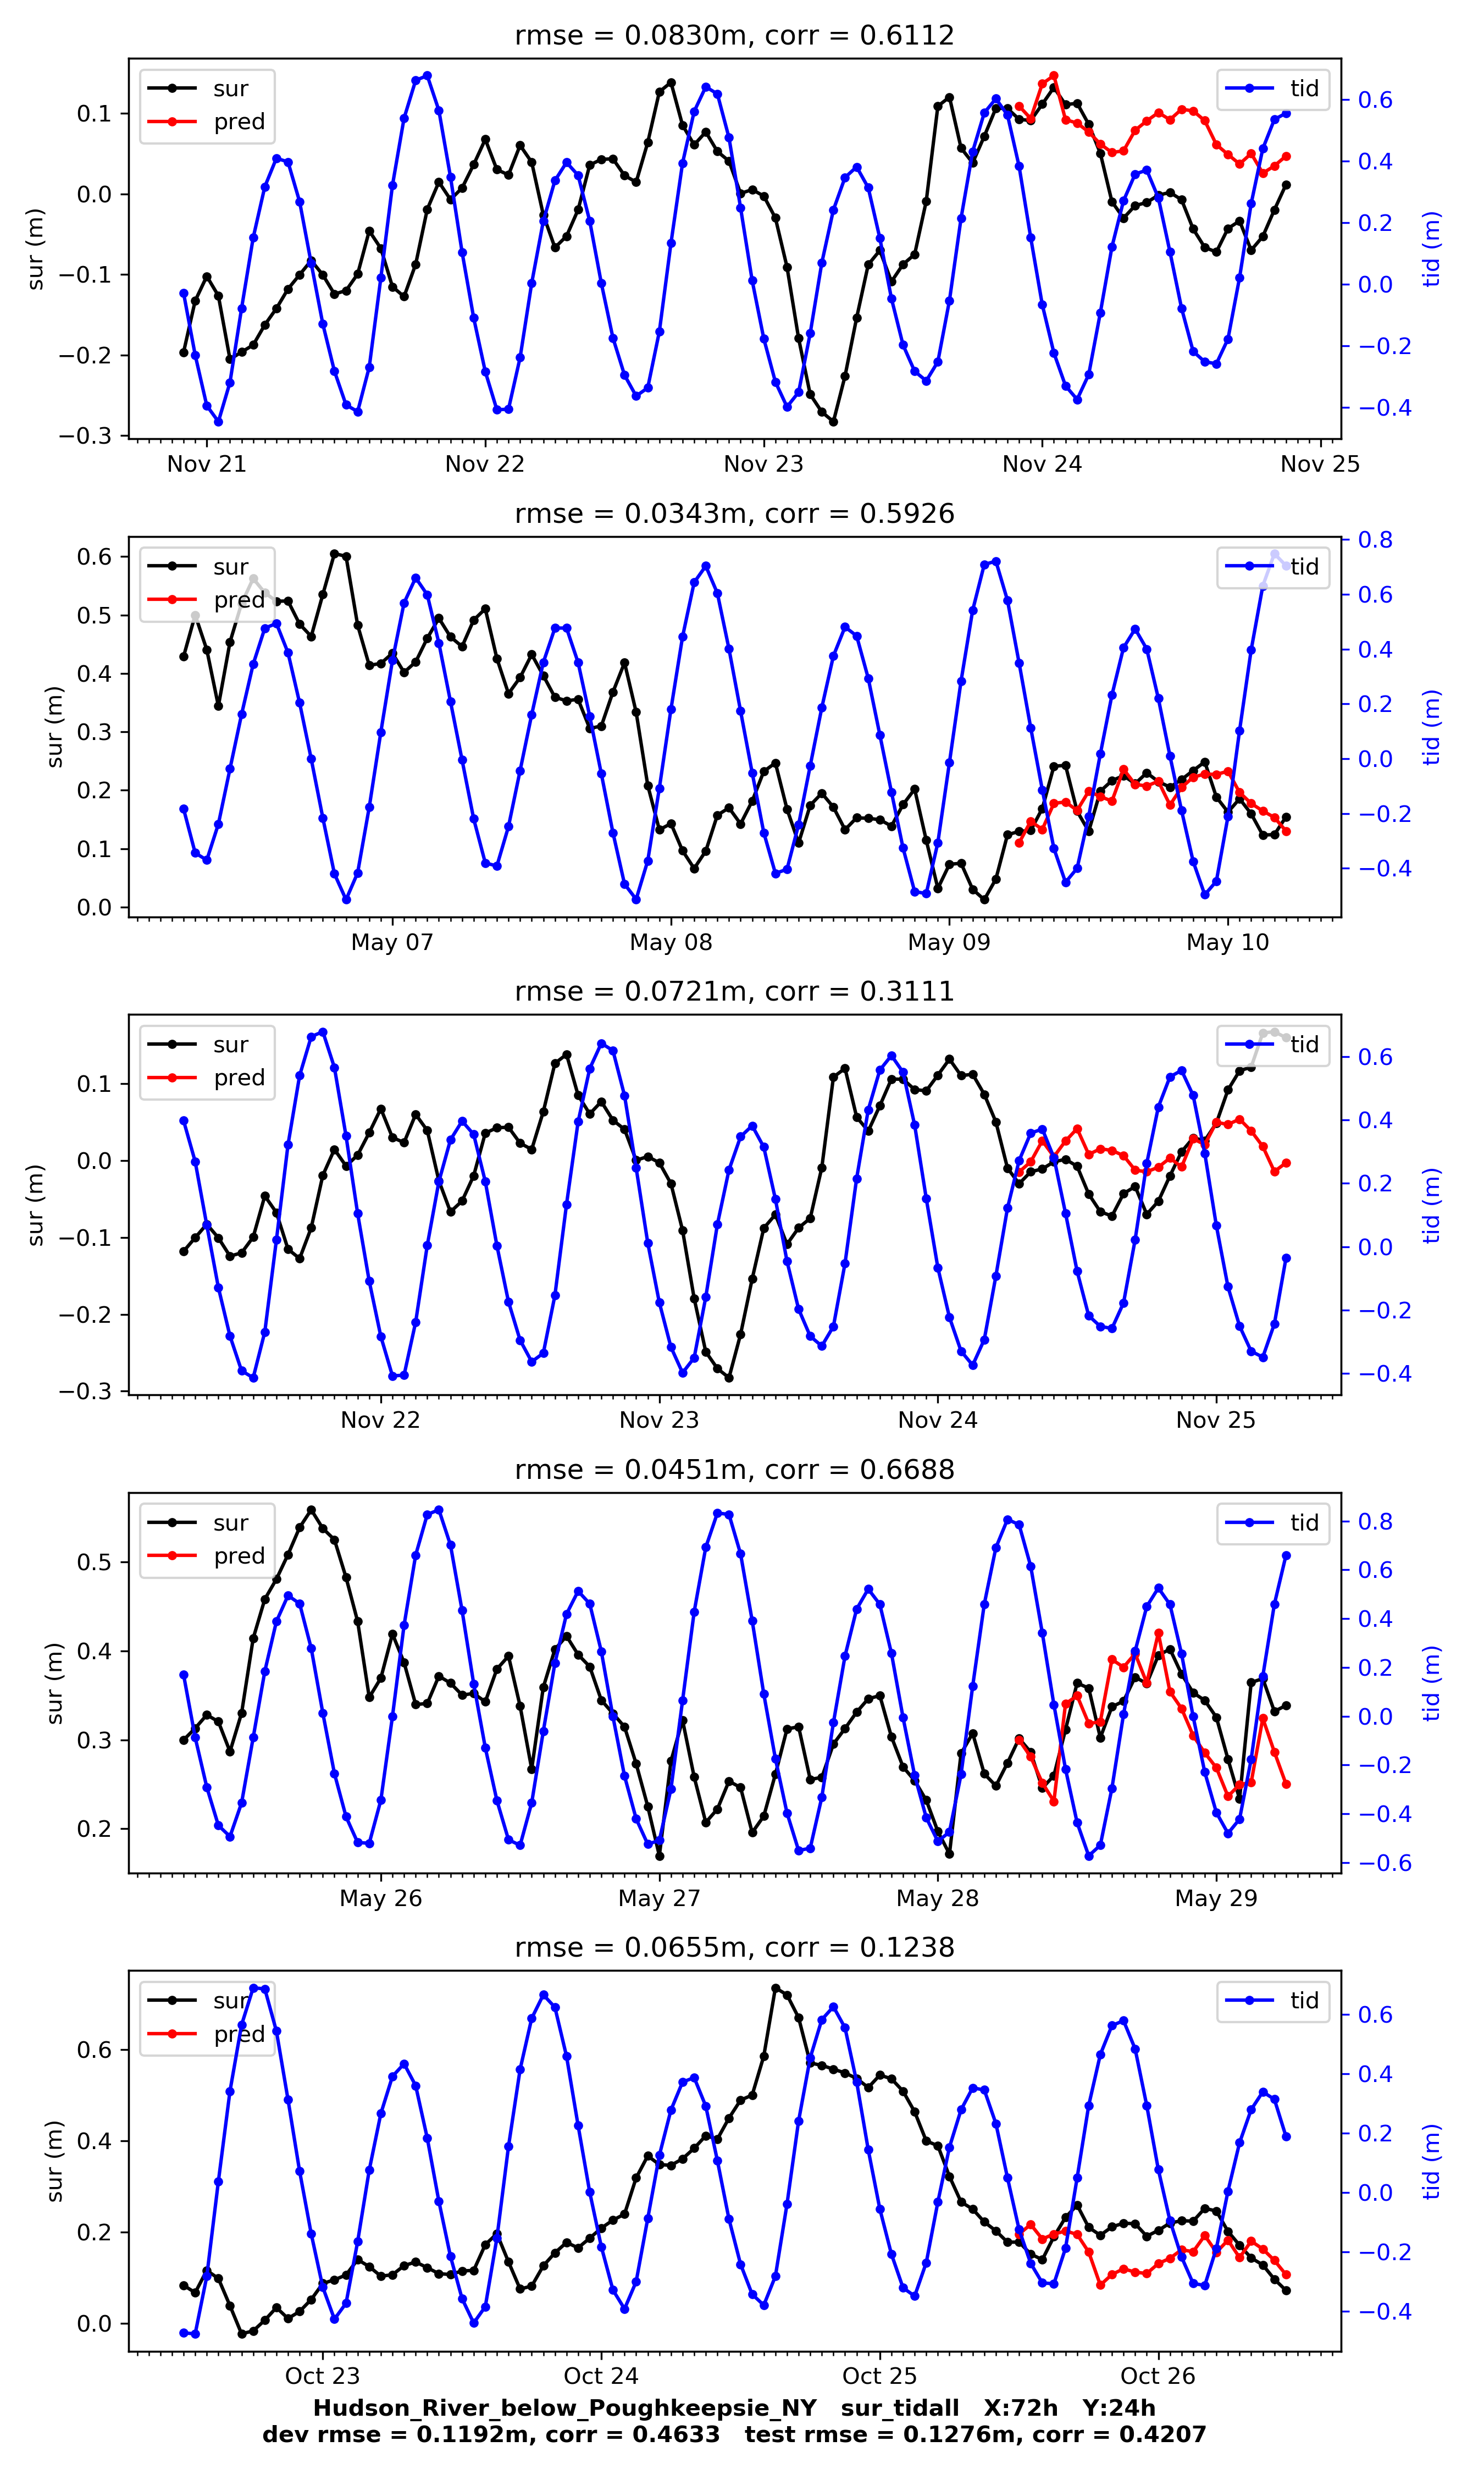 rmse = 0.0830m, corr = 0.6112
sur
pred
tid
0.1
0.0
−0.1
−0.2
−0.3
sur (m)
0.6
0.4
0.2
0.0
−0.2
−0.4
tid (m)
Nov 21
Nov 22
Nov 23
Nov 24
Nov 25
rmse = 0.0343m, corr = 0.5926
sur
pred
tid
0.6
0.5
0.4
0.3
0.2
0.1
0.0
sur (m)
0.8
0.6
0.4
0.2
0.0
−0.2
−0.4
tid (m)
May 07
May 08
May 09
May 10
rmse = 0.0721m, corr = 0.3111
sur
pred
tid
0.1
0.0
−0.1
−0.2
−0.3
sur (m)
0.6
0.4
0.2
0.0
−0.2
−0.4
tid (m)
Nov 22
Nov 23
Nov 24
Nov 25
rmse = 0.0451m, corr = 0.6688
sur
pred
tid
0.5
0.4
0.3
0.2
sur (m)
0.8
0.6
0.4
0.2
0.0
−0.2
−0.4
−0.6
tid (m)
May 26
May 27
May 28
May 29
rmse = 0.0655m, corr = 0.1238
sur
pred
tid
0.6
0.4
0.2
0.0
sur (m)
0.6
0.4
0.2
0.0
−0.2
−0.4
tid (m)
Oct 23
Oct 24
Oct 25
Oct 26
Hudson_River_below_Poughkeepsie_NY   sur_tidall   X:72h   Y:24h
dev rmse = 0.1192m, corr = 0.4633   test rmse = 0.1276m, corr = 0.4207